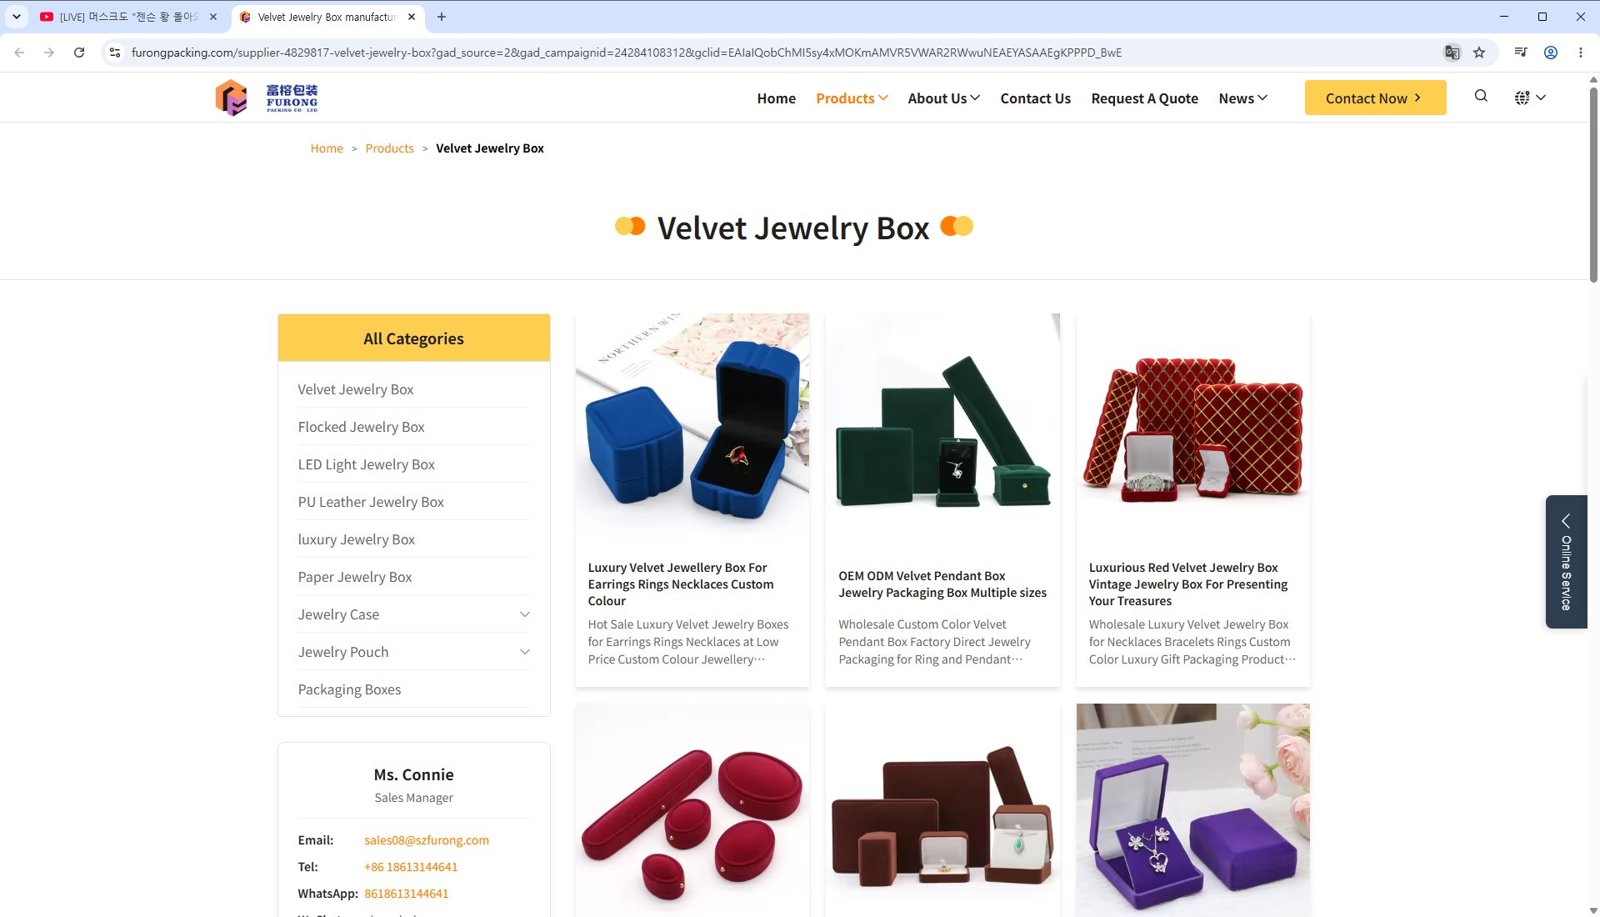 [LIVE] 머스크도 "젠슨 황 돌아
Velvet Jewelry Box manufactur
furongpacking.com/supplier-4829817-velvet-jewelry-box?gad_source=2&gad_campaignid=24284108312&gclid=EAIaIQobChMI5sy4xMOKmAMVR5VWAR2RWwuNEAEYASAAEgKPPPD_BwE
富榕包装
FURONG
PACKING CO LTD
Home
Products
About Us
Contact Us
Request A Quote
News
Contact Now
Home > Products > Velvet Jewelry Box
Velvet Jewelry Box
All Categories
Velvet Jewelry Box
Flocked Jewelry Box
LED Light Jewelry Box
PU Leather Jewelry Box
luxury Jewelry Box
Paper Jewelry Box
Jewelry Case
Jewelry Pouch
Packaging Boxes
Ms. Connie
Sales Manager
Email: sales08@szfurong.com
Tel: +86 18613144641
WhatsApp: 8618613144641
NORTHERN WIN
Luxury Velvet Jewellery Box For
Earrings Rings Necklaces Custom
Colour
Hot Sale Luxury Velvet Jewelry Boxes
for Earrings Rings Necklaces at Low
Price Custom Colour Jewellery···
OEM ODM Velvet Pendant Box
Jewelry Packaging Box Multiple sizes
Wholesale Custom Color Velvet
Pendant Box Factory Direct Jewelry
Packaging for Ring and Pendant···
Luxurious Red Velvet Jewelry Box
Vintage Jewelry Box For Presenting
Your Treasures
Wholesale Luxury Velvet Jewelry Box
for Necklaces Bracelets Rings Custom
Color Luxury Gift Packaging Product···
Online Service